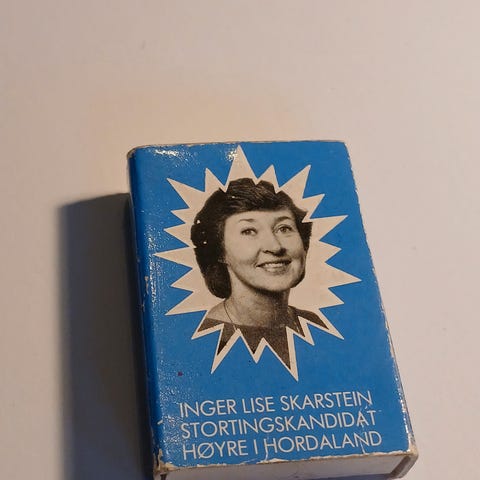 INGER LISE SKARSTEIN
STORTINGSKANDIDAT
HØYRE I HORDALAND